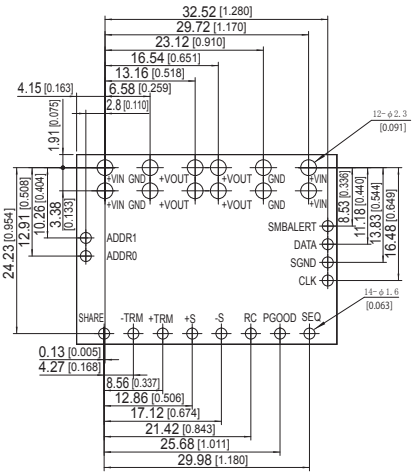 32.52 [1.280]
29.72 [1.170]
23.12 [0.910]
16.54 [0.651]
13.16 [0.518]
4.15 [0.163] 6.58 [0.259]
2.8 [0.110]
1.91 [0.075]
12-φ2.3
[0.091]
+VIN GND +VOUT +VOUT GND +VIN
+VIN GND +VOUT +VOUT GND +VIN
24.23 [0.954]
12.91 [0.508]
10.26 [0.404]
3.38 [0.133]
ADDR1
ADDR0
SMBALERT
DATA
SGND
CLK
8.53 [0.336]
11.18 [0.440]
13.83 [0.544]
16.48 [0.649]
14-φ1.6
[0.063]
SHARE -TRM +TRM +S -S RC PGOOD SEQ
0.13 [0.005]
4.27 [0.168]
8.56 [0.337]
12.86 [0.506]
17.12 [0.674]
21.42 [0.843]
25.68 [1.011]
29.98 [1.180]